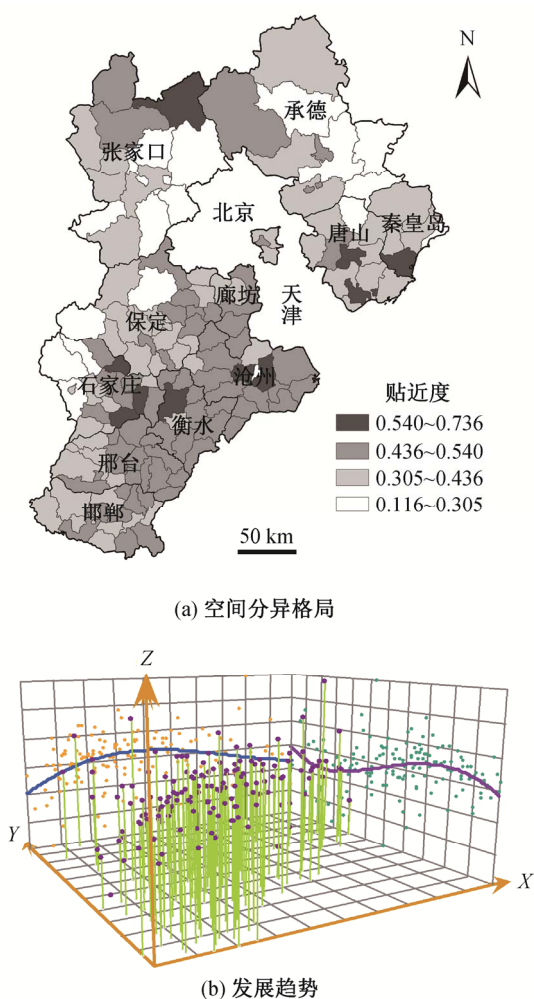 N
承德
张家口
北京
唐山
秦皇岛
廊坊
天津
保定
石家庄
沧州
衡水
邢台
邯郸
贴近度
0.540~0.736
0.436~0.540
0.305~0.436
0.116~0.305
50 km
(a) 空间分异格局
Z
Y
X
(b) 发展趋势